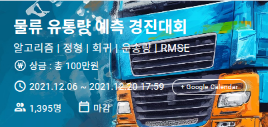 물류 유통량 예측 경진대회
알고리즘 | 정형 | 회귀 | 운송량 | RMSE
₩ 상금 : 총 100만원
2021.12.06 ~ 2021.12.20 17:59 + Google Calendar
1,395명 마감